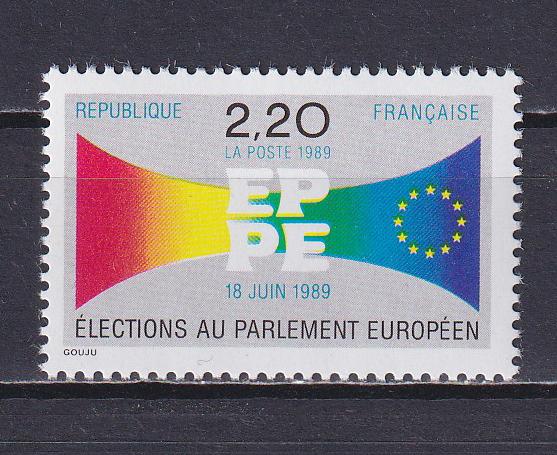 REPUBLIQUE 2,20 FRANÇAISE
LA POSTE 1989
EP
PE
18 JUIN 1989
ÉLECTIONS AU PARLEMENT EUROPÉEN
GOUJU